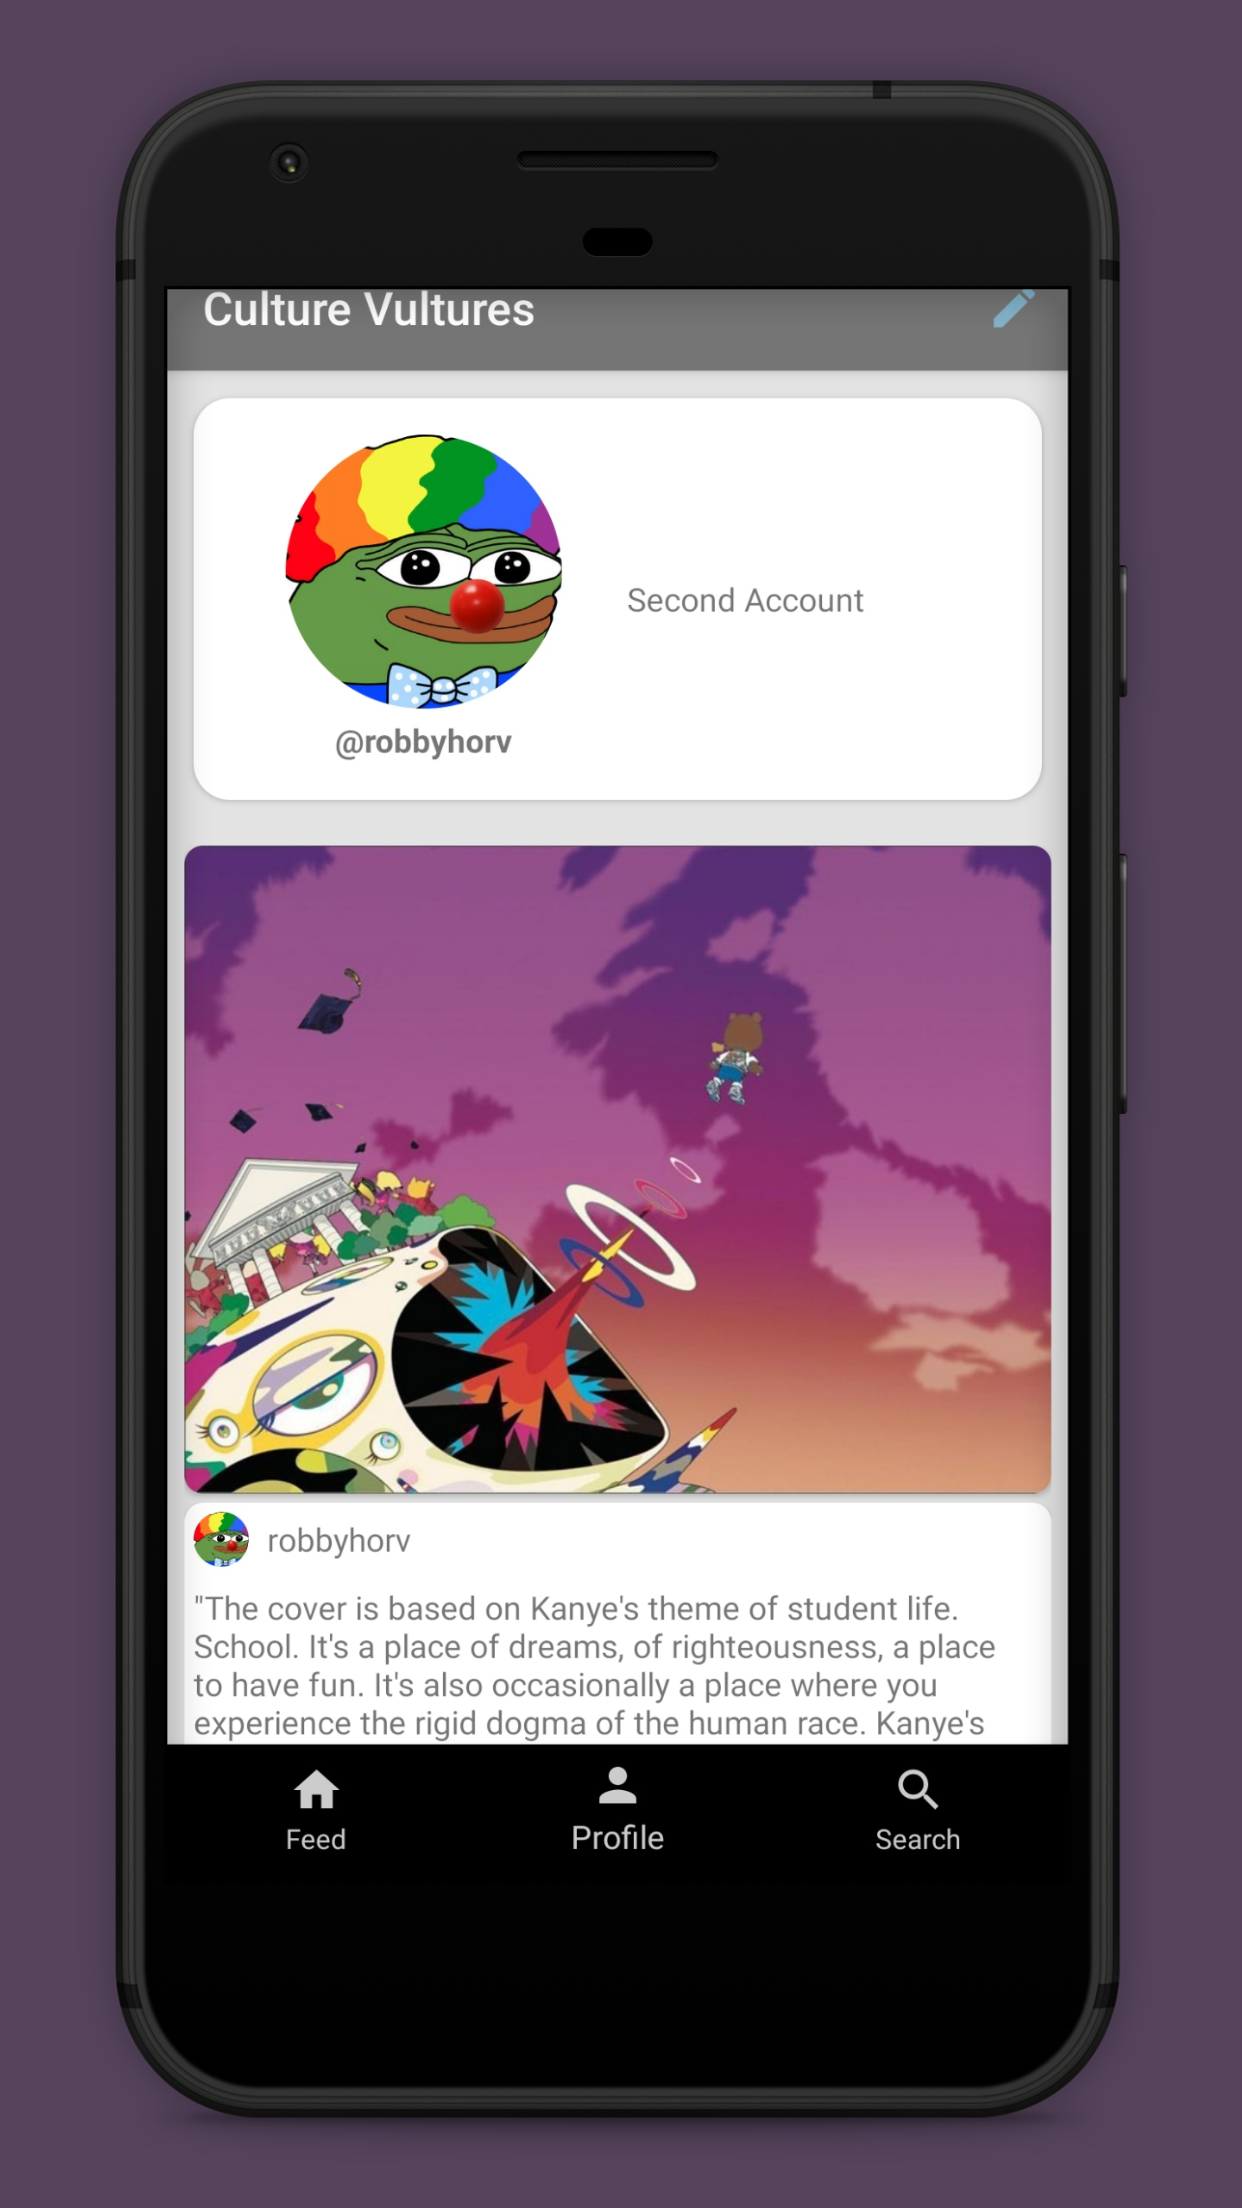 Culture Vultures
Second Account
@robbyhorv
robbyhorv
"The cover is based on Kanye's theme of student life.
School. It's a place of dreams, of righteousness, a place
to have fun. It's also occasionally a place where you
experience the rigid dogma of the human race. Kanye's
Feed
Profile
Search